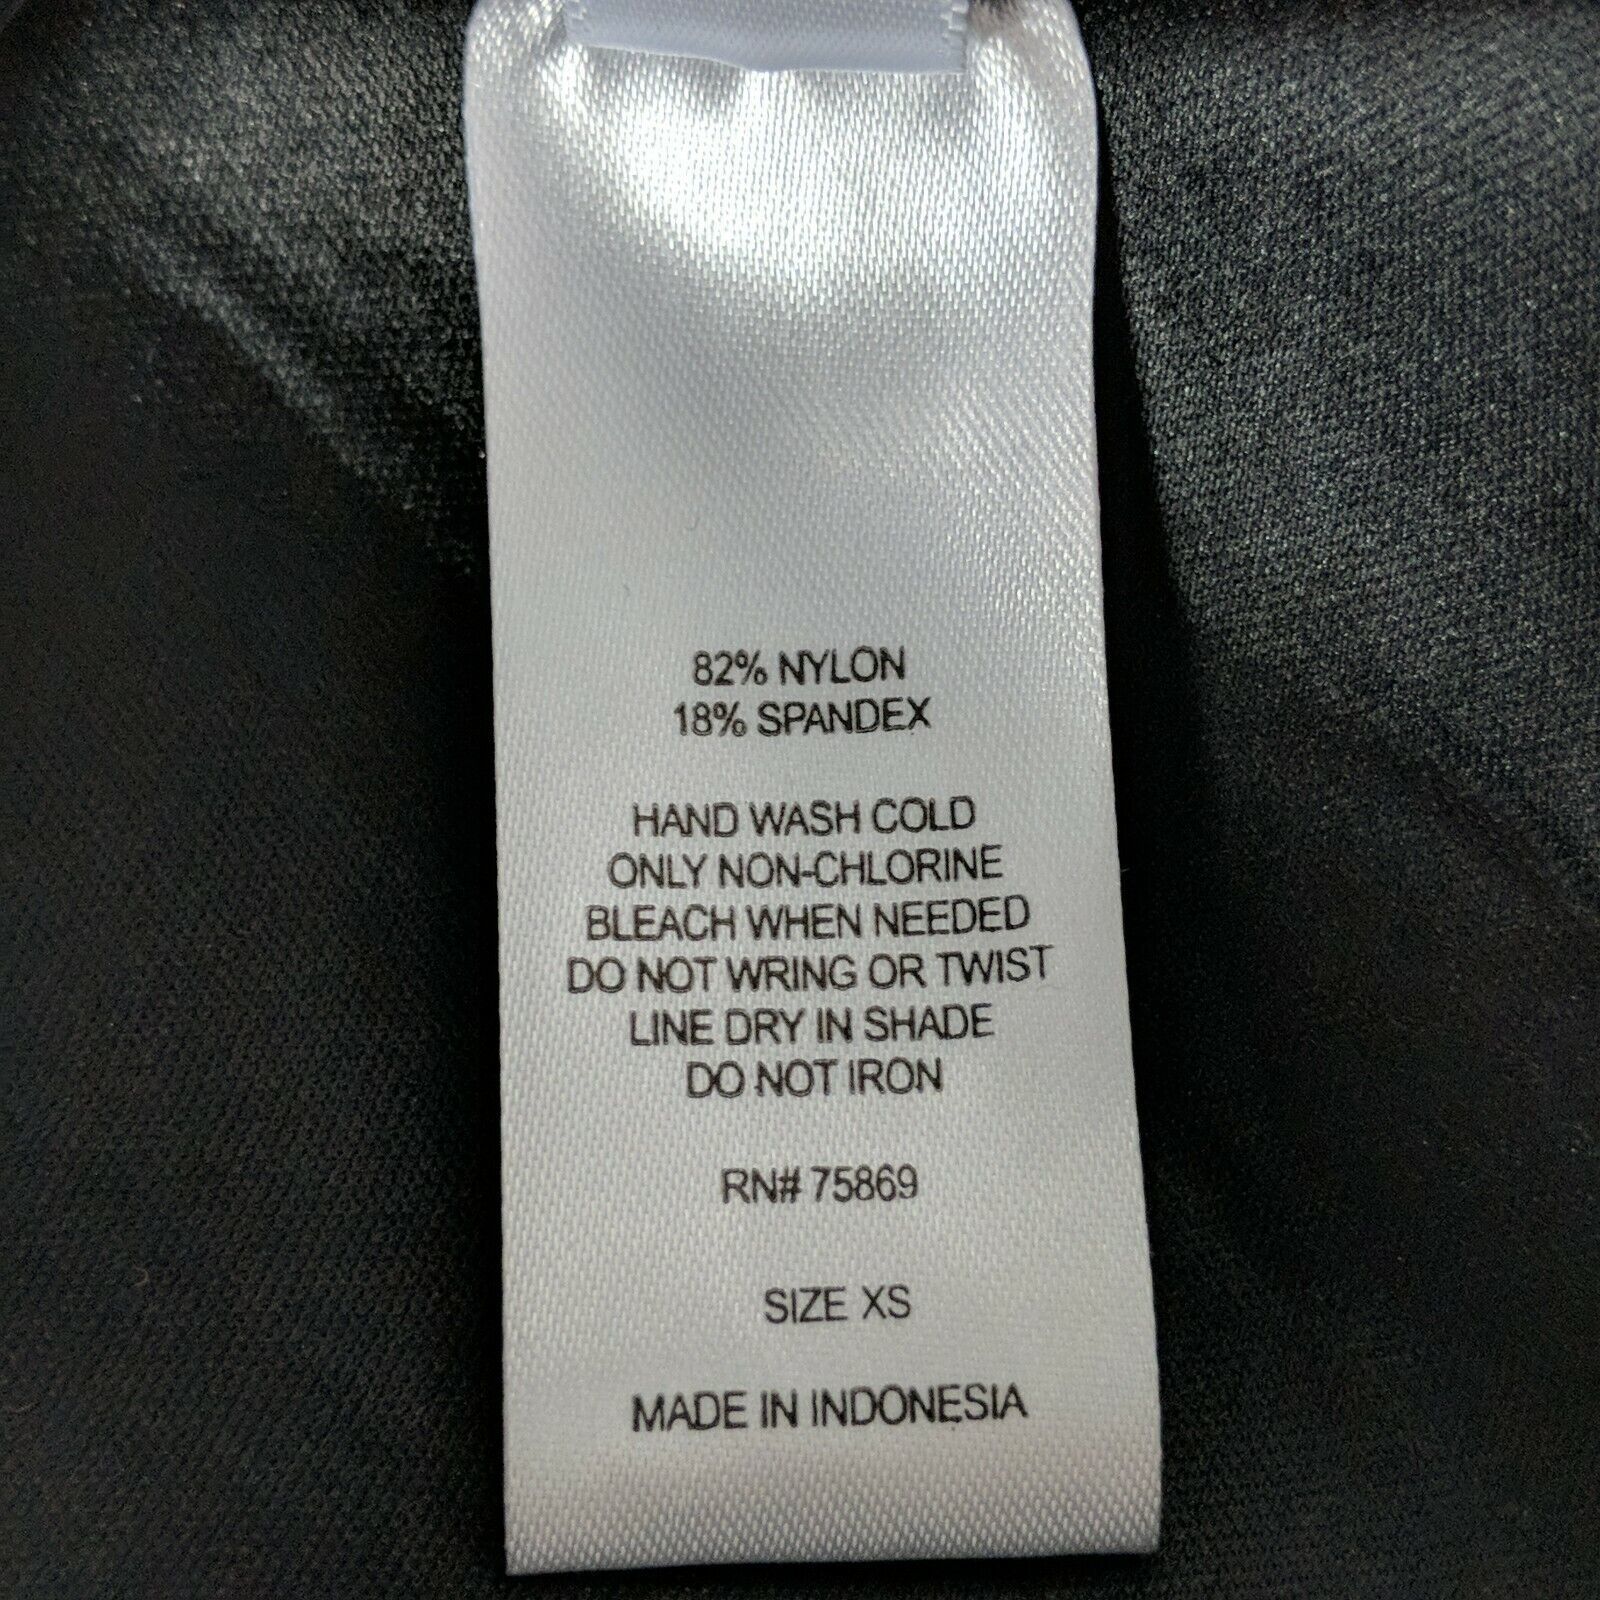 82% NYLON
18% SPANDEX
HAND WASH COLD
ONLY NON-CHLORINE
BLEACH WHEN NEEDED
DO NOT WRING OR TWIST
LINE DRY IN SHADE
DO NOT IRON
RN# 75869
SIZE XS
MADE IN INDONESIA